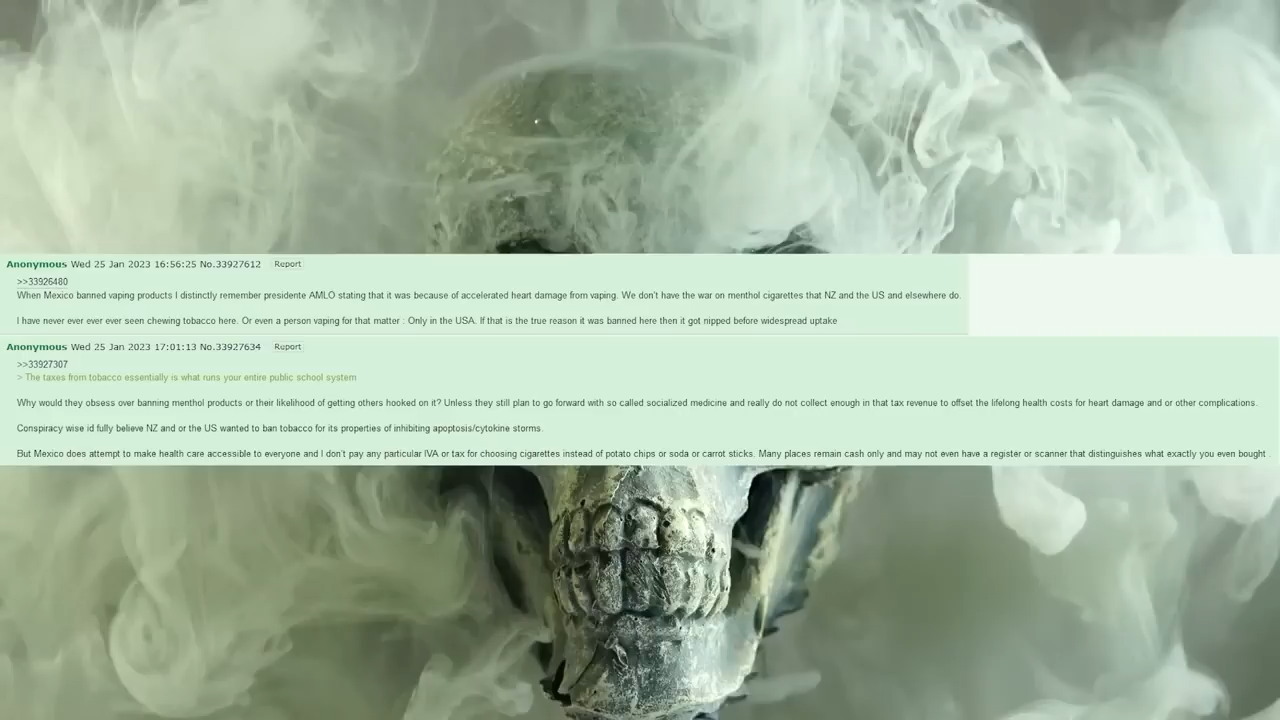 Anonymous Wed 25 Jan 2023 16:56:25 No.33927612 Report
>>33926480
When Mexico banned vaping products I distinctly remember presidente AMLO stating that it was because of accelerated heart damage from vaping. We don't have the war on menthol cigarettes that NZ and the US and elsewhere do.
I have never ever ever ever seen chewing tobacco here. Or even a person vaping for that matter : Only in the USA. If that is the true reason it was banned here then it got nipped before widespread uptake
Anonymous Wed 25 Jan 2023 17:01:13 No.33927634 Report
>>33927307
> The taxes from tobacco essentially is what runs your entire public school system
Why would they obsess over banning menthol products or their likelihood of getting others hooked on it? Unless they still plan to go forward with so called socialized medicine and really do not collect enough in that tax revenue to offset the lifelong health costs for heart damage and or other complications.
Conspiracy wise id fully believe NZ and or the US wanted to ban tobacco for its properties of inhibiting apoptosis/cytokine storms.
But Mexico does attempt to make health care accessible to everyone and I don't pay any particular IVA or tax for choosing cigarettes instead of potato chips or soda or carrot sticks. Many places remain cash only and may not even have a register or scanner that distinguishes what exactly you even bought .